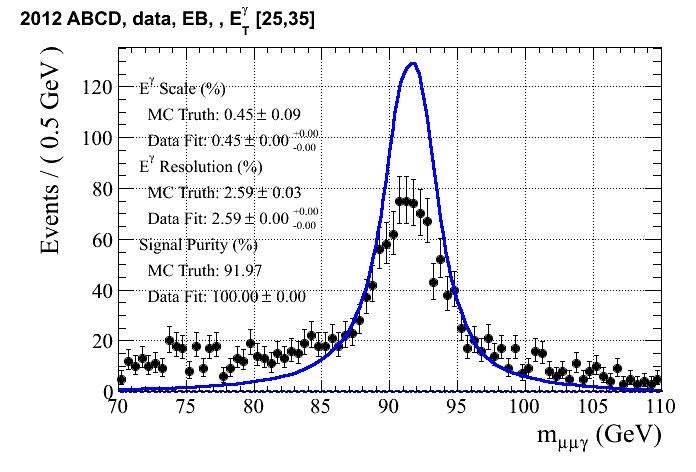 2012 ABCD, data, EB, , E_T^γ [25,35]
Events / ( 0.5 GeV )
120
100
80
60
40
20
0
E^γ Scale (%)
MC Truth: 0.45 ± 0.09
Data Fit: 0.45 ± 0.00 +0.00 -0.00
E^γ Resolution (%)
MC Truth: 2.59 ± 0.03
Data Fit: 2.59 ± 0.00 +0.00 -0.00
Signal Purity (%)
MC Truth: 91.97
Data Fit: 100.00 ± 0.00
70 75 80 85 90 95 100 105 110
m_μμγ (GeV)